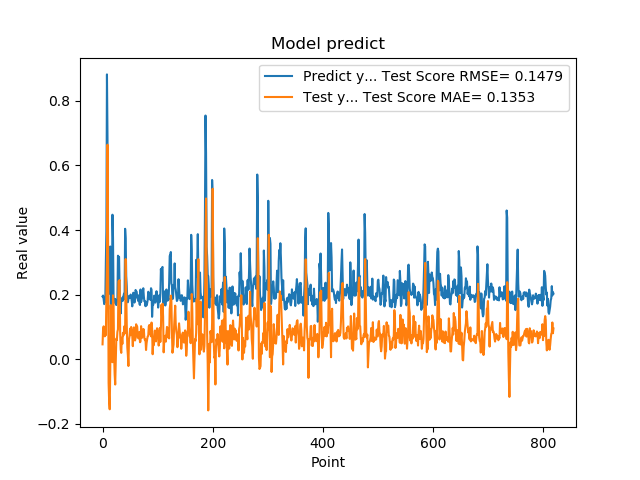 Model predict
Predict y... Test Score RMSE= 0.1479
Test y... Test Score MAE= 0.1353
Real value
0.8
0.6
0.4
0.2
0.0
−0.2
0
200
400
600
800
Point